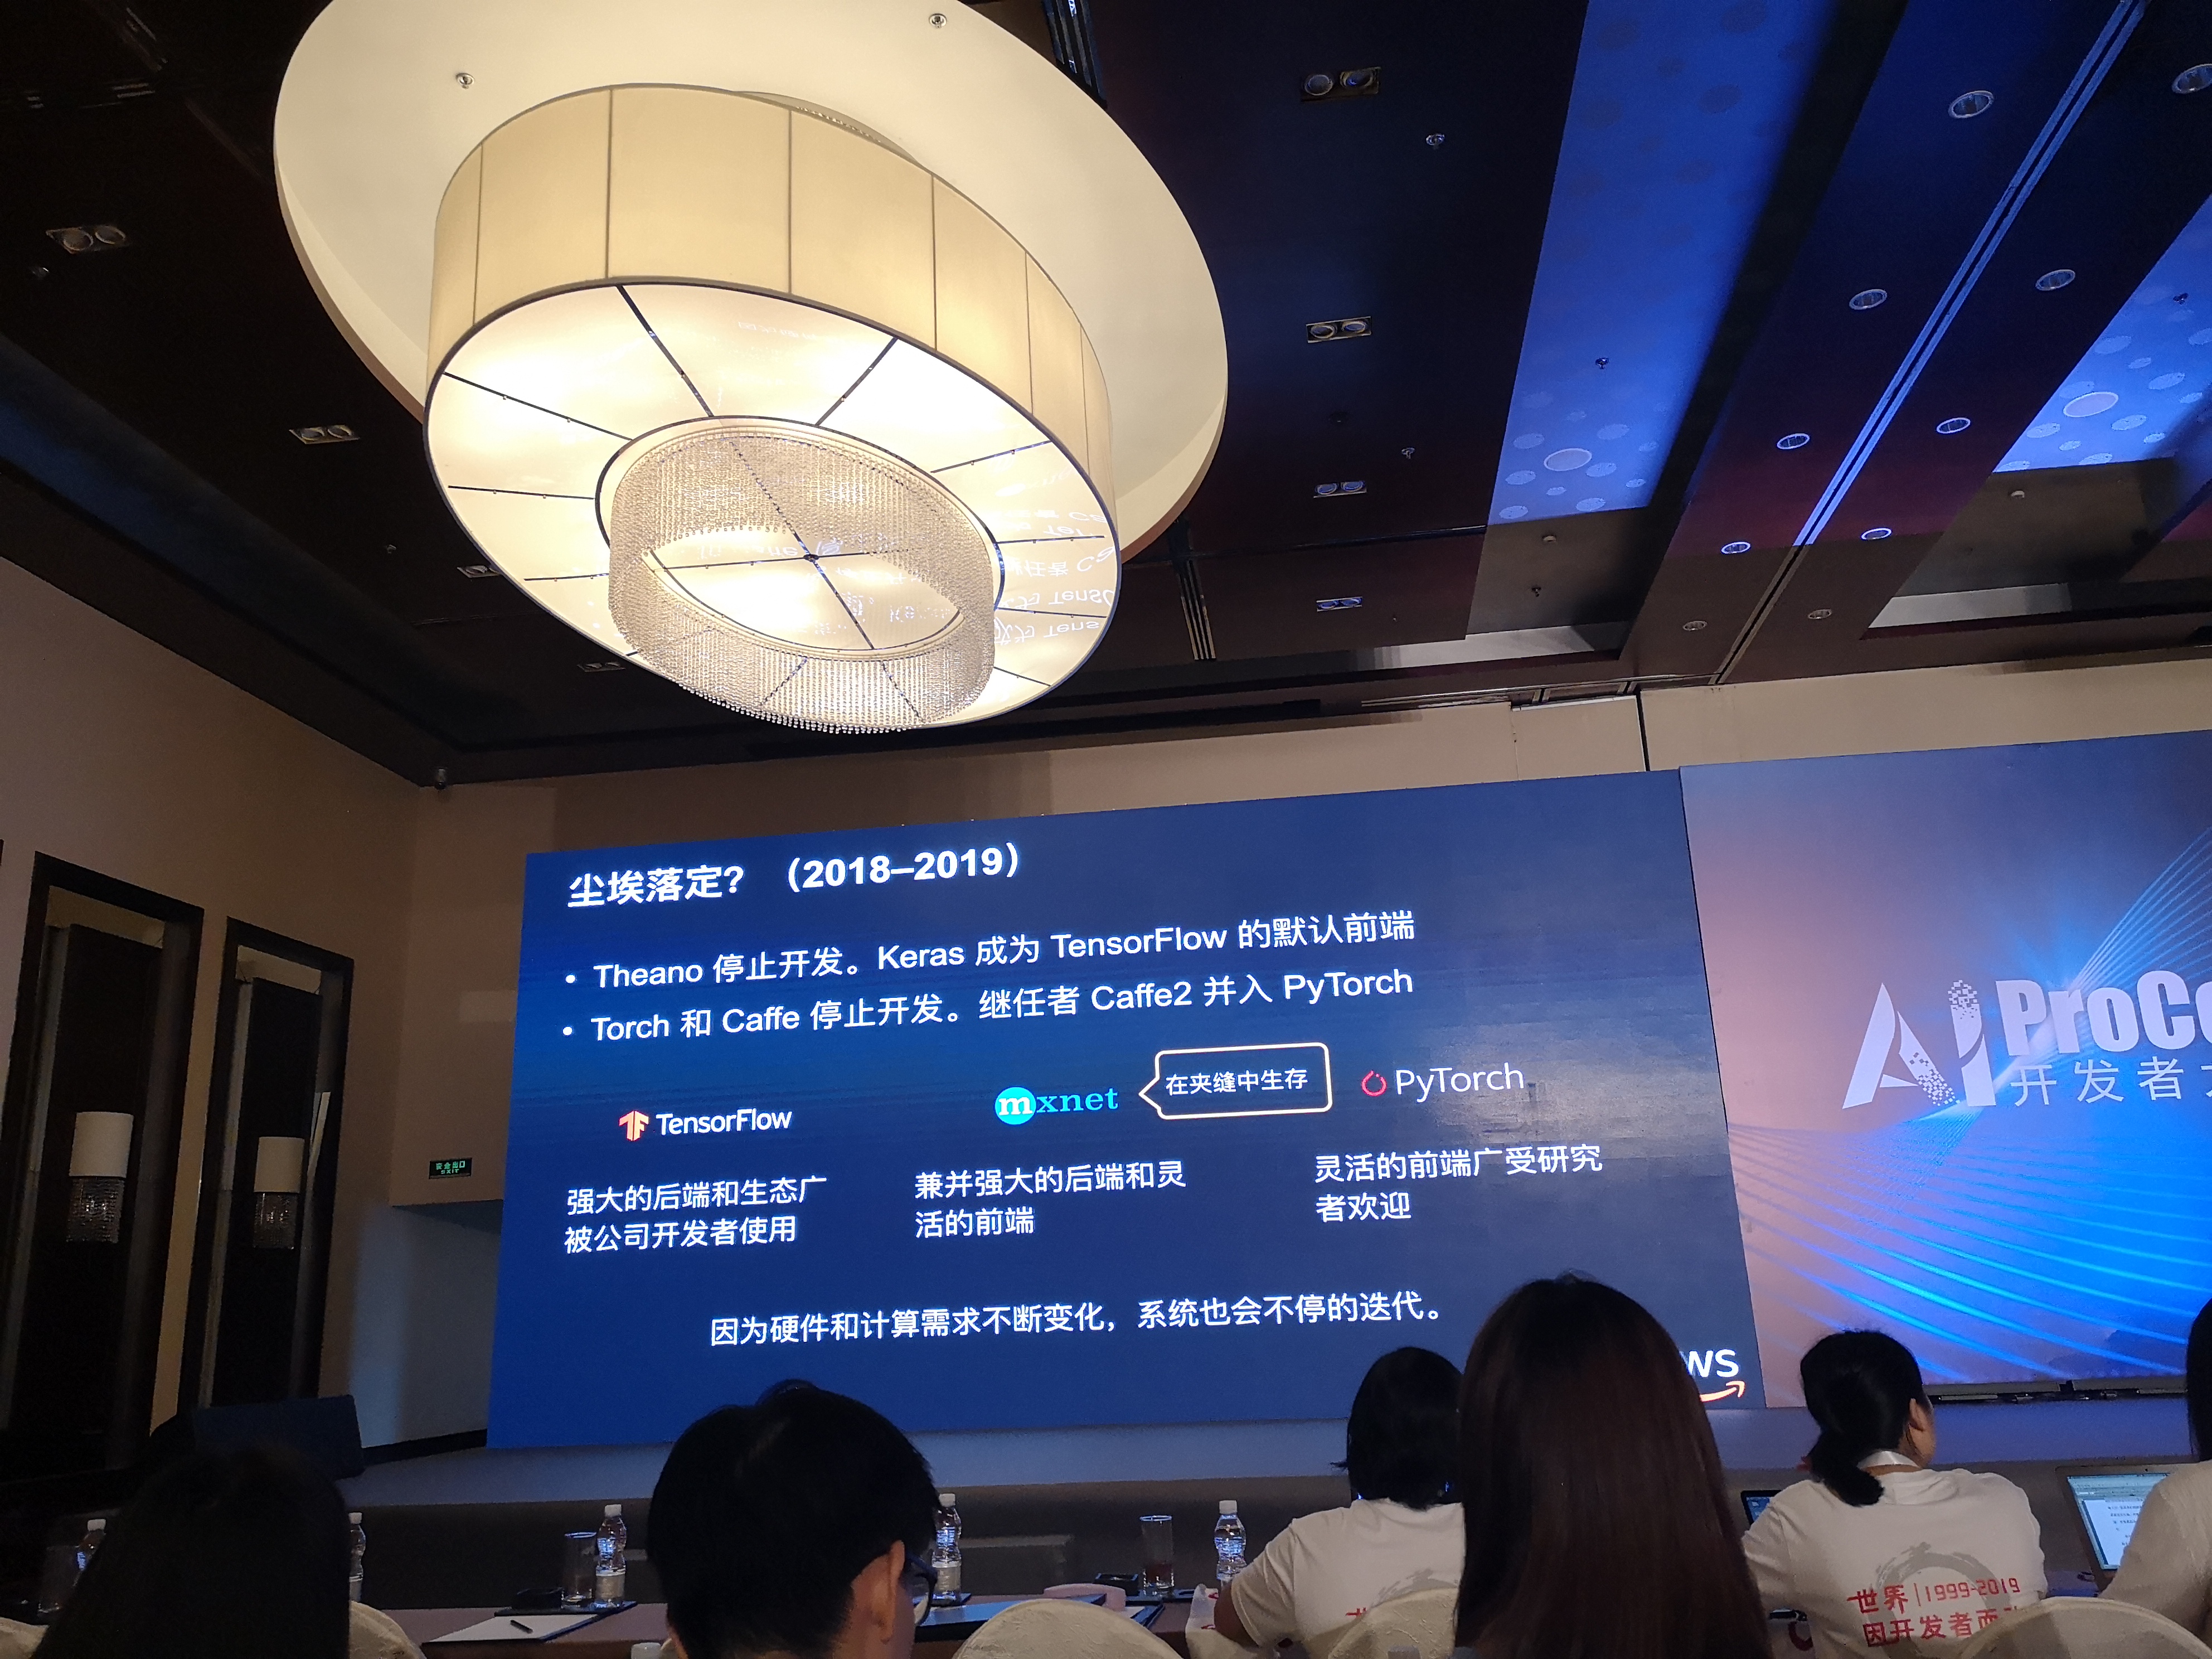 尘埃落定？（2018–2019）
• Theano 停止开发。Keras 成为 TensorFlow 的默认前端
• Torch 和 Caffe 停止开发。继任者 Caffe2 并入 PyTorch
TensorFlow
mxnet
在夹缝中生存
PyTorch
强大的后端和生态广
被公司开发者使用
兼并强大的后端和灵
活的前端
灵活的前端广受研究
者欢迎
因为硬件和计算需求不断变化，系统也会不停的迭代。
AI ProCo
开发者
安全出口
EXIT
世界|1999-2019
因开发者而